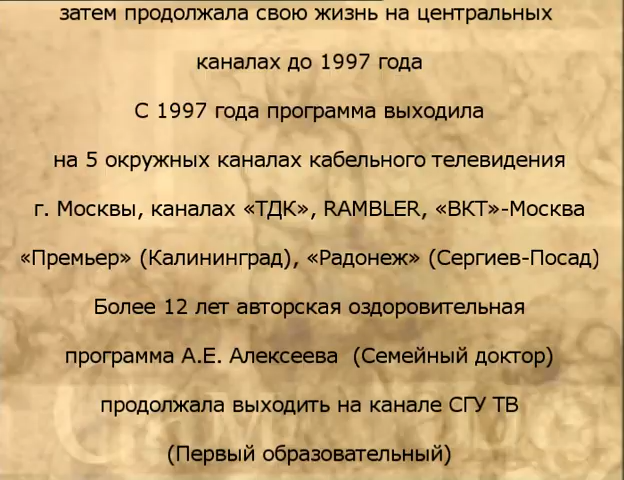 затем продолжала свою жизнь на центральных
каналах до 1997 года
С 1997 года программа выходила
на 5 окружных каналах кабельного телевидения
г. Москвы, каналах «ТДК», RAMBLER, «ВКТ»-Москва
«Премьер» (Калининград), «Радонеж» (Сергиев-Посад)
Более 12 лет авторская оздоровительная
программа А.Е. Алексеева (Семейный доктор)
продолжала выходить на канале СГУ ТВ
(Первый образовательный)